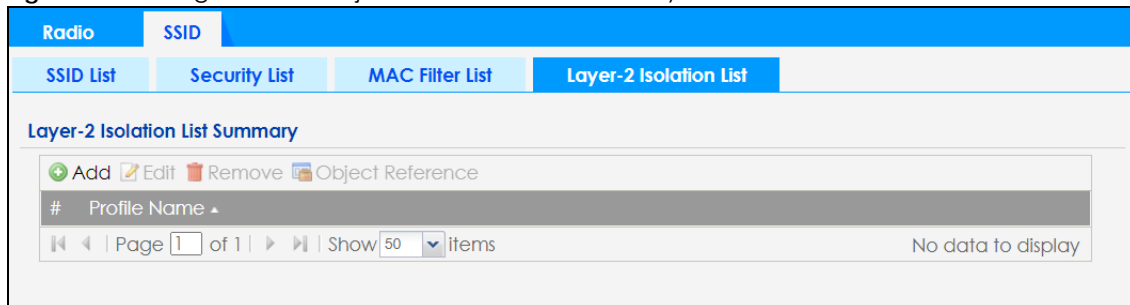 Radio SSID
SSID List Security List MAC Filter List Layer-2 Isolation List
Layer-2 Isolation List Summary
Add Edit Remove Object Reference
# Profile Name
Page 1 of 1 Show 50 items No data to display